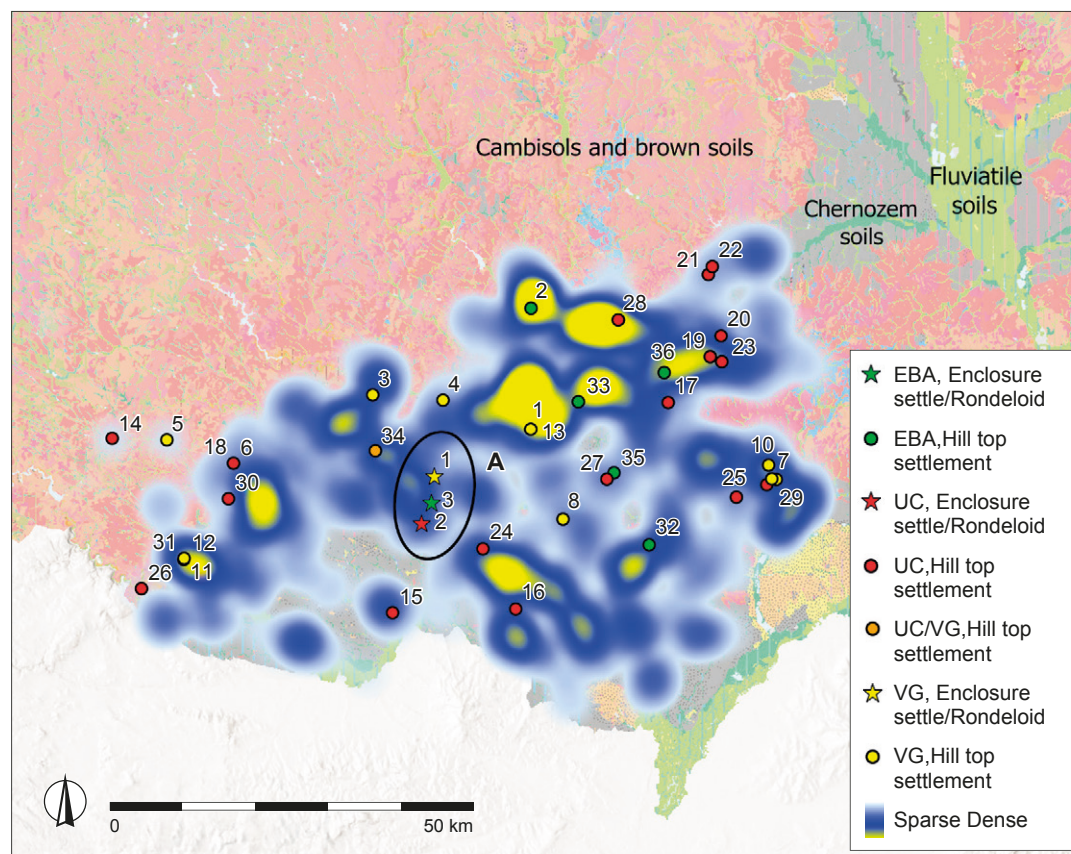 Cambisols and brown soils
Fluviatile
soils
Chernozem
soils
22
21
2
28
20
19
23
36
3
4
33
17
1
13
14
5
34
18
6
1
A
10
7
27
35
30
3
25
29
2
8
24
32
31
12
11
26
15
16
EBA, Enclosure
settle/Rondeloid
EBA,Hill top
settlement
UC, Enclosure
settle/Rondeloid
UC,Hill top
settlement
UC/VG,Hill top
settlement
VG, Enclosure
settle/Rondeloid
VG,Hill top
settlement
Sparse Dense
0
50 km